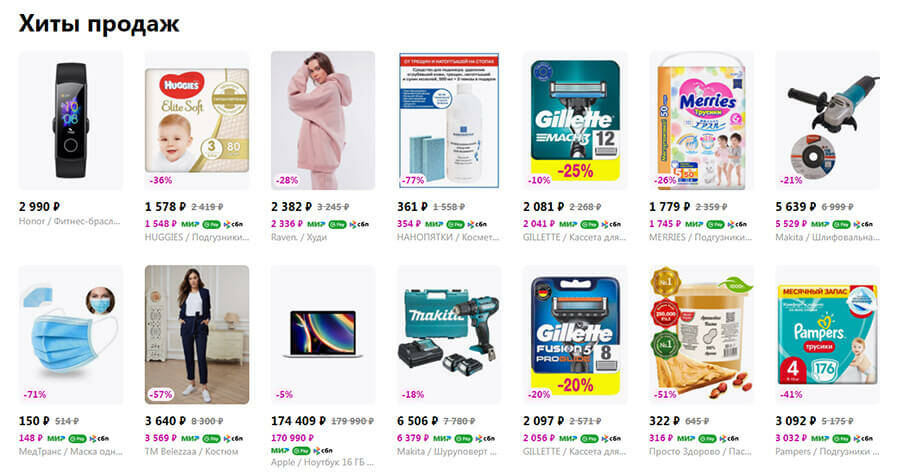 Хиты продаж
HUGGIES
Elite Soft
3
80
-36%
-28%
ОТ ТРЕЩИН И НАТОПТЫШЕЙ НА СТОПАХ
-77%
Gillette
MACH3
12
-25%
-10%
50
Merries
трусики
-26%
-21%
2 990 ₽
Honor / Фитнес-брасл...
1 578 ₽ 2 419 ₽
1 548 ₽ МИР Pay сбп
HUGGIES / Подгузники...
2 382 ₽ 3 245 ₽
2 336 ₽ МИР Pay сбп
Raven. / Худи
361 ₽ 1 558 ₽
354 ₽ МИР Pay сбп
НАНОПЯТКИ / Космет...
2 081 ₽ 2 268 ₽
2 041 ₽ МИР Pay сбп
GILLETTE / Кассета для...
1 779 ₽ 2 359 ₽
1 745 ₽ МИР Pay сбп
MERRIES / Подгузники...
5 639 ₽ 6 999 ₽
5 529 ₽ МИР Pay сбп
Makita / Шлифовальна...
-71%
-57%
-5%
makita
-18%
Gillette
FUSION5
PROGLIDE
8
-20%
-20%
№1
250.000
№1
-51%
МЕСЯЧНЫЙ ЗАПАС
Pampers
трусики
4
176
-41%
150 ₽ 514 ₽
148 ₽ МИР Pay сбп
МедТранс / Маска одн...
3 640 ₽ 8 300 ₽
3 569 ₽ МИР Pay сбп
TM Belezzaa / Костюм
174 409 ₽ 179 990 ₽
170 990 ₽
МИР Pay сбп
Apple / Ноутбук 16 ГБ ...
6 506 ₽ 7 780 ₽
6 379 ₽ МИР Pay сбп
Makita / Шуруповерт ...
2 097 ₽ 2 571 ₽
2 056 ₽ МИР Pay сбп
GILLETTE / Кассета для...
322 ₽ 645 ₽
316 ₽ МИР Pay сбп
Просто Здорово / Пас...
3 092 ₽ 5 175 ₽
3 032 ₽ МИР Pay сбп
Pampers / Подгузники ...